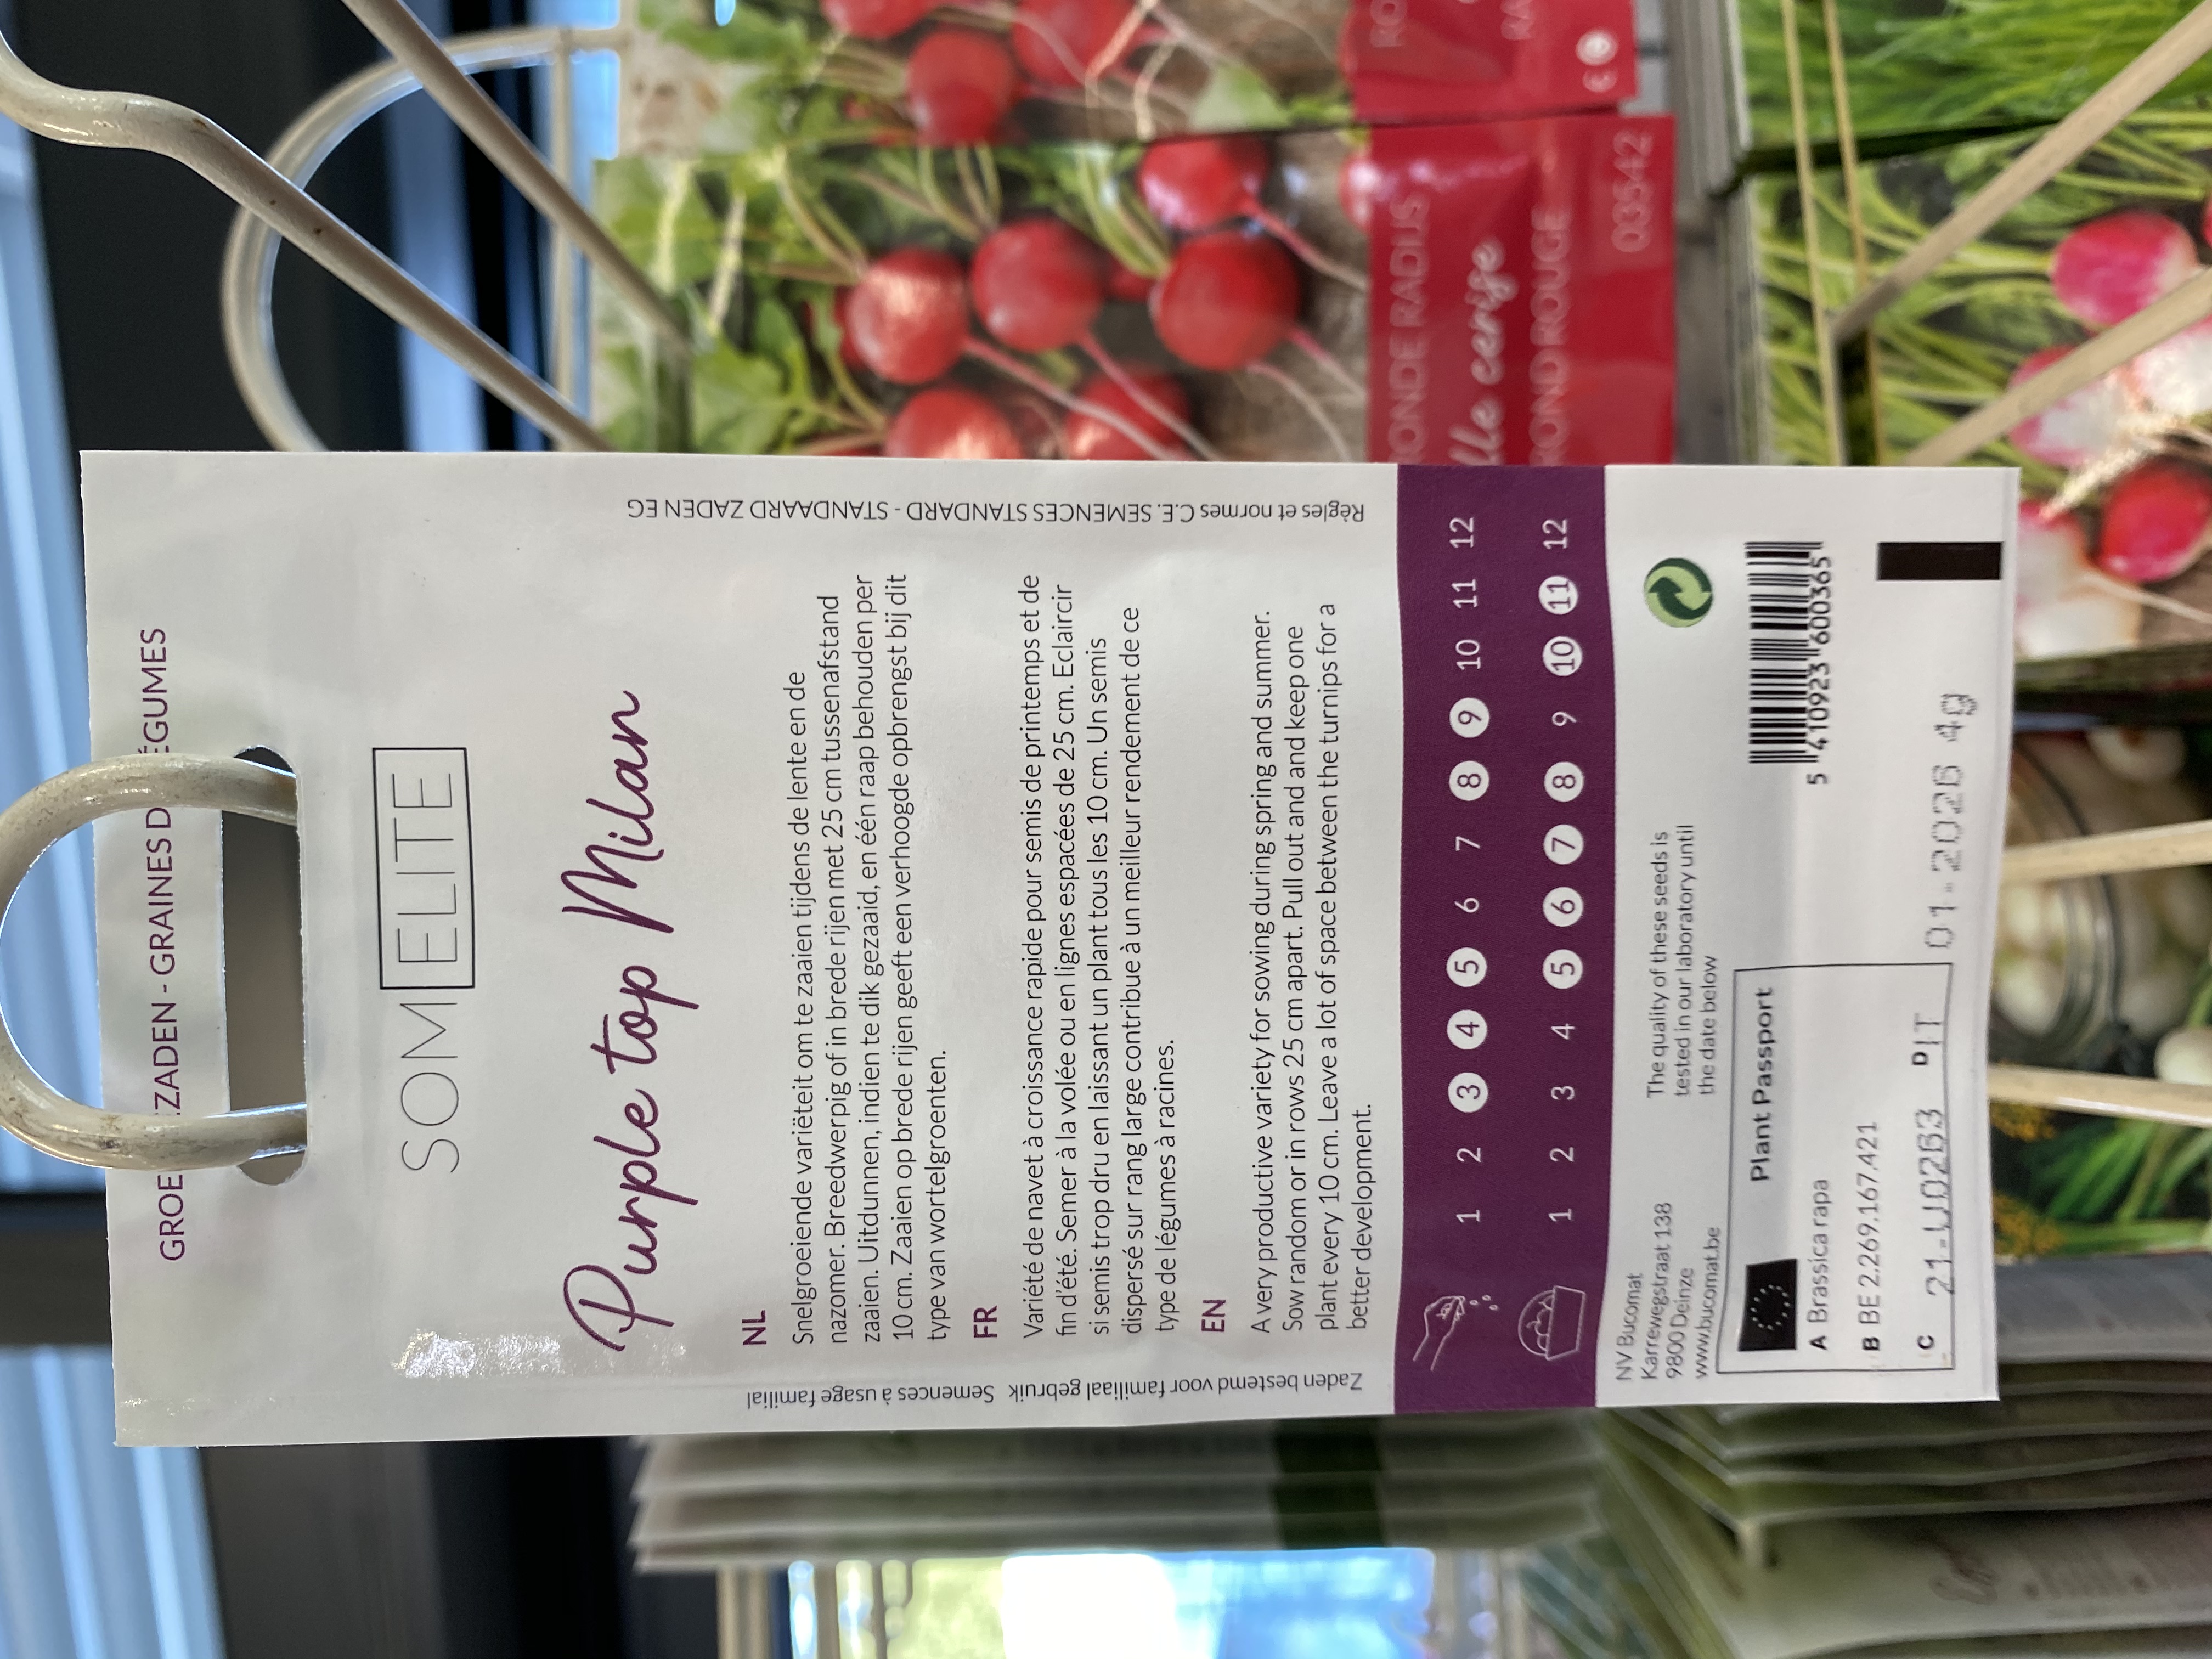 GROE ZADEN - GRAINES D ÉGUMES
SOM ELITE
Purple top Milan
NL
Snelgroeiende variëteit om te zaaien tijdens de lente en de
nazomer. Breedwerpig of in brede rijen met 25 cm tussenafstand
zaaien. Uitdunnen, indien te dik gezaaid, en één raap behouden per
10 cm. Zaaien op brede rijen geeft een verhoogde opbrengst bij dit
type van wortelgroenten.
FR
Variété de navet à croissance rapide pour semis de printemps et de
fin d'été. Semer à la volée ou en lignes espacées de 25 cm. Eclaircir
si semis trop dru en laissant un plant tous les 10 cm. Un semis
dispersé sur rang large contribue à un meilleur rendement de ce
type de légumes à racines.
EN
A very productive variety for sowing during spring and summer.
Sow random or in rows 25 cm apart. Pull out and and keep one
plant every 10 cm. Leave a lot of space between the turnips for a
better development.
Zaden bestemd voor familiaal gebruik Semences à usage familial
Règles et normes C.E. SEMENCES STANDARD - STANDAARD ZADEN EG
1 2 3 4 5 6 7 8 9 10 11 12
1 2 3 4 5 6 7 8 9 10 11 12
NV Bucomat
Karrewegstraat 138
9800 Deinze
www.bucomat.be
The quality of these seeds is
tested in our laboratory until
the date below
Plant Passport
A Brassica rapa
B BE 2.269.167.421
C 21-U0263 D IT
01-2026 4g
5 410923 600365
RONDE RADIJS
lle cerise
ROND ROUGE
03542
RO
RA